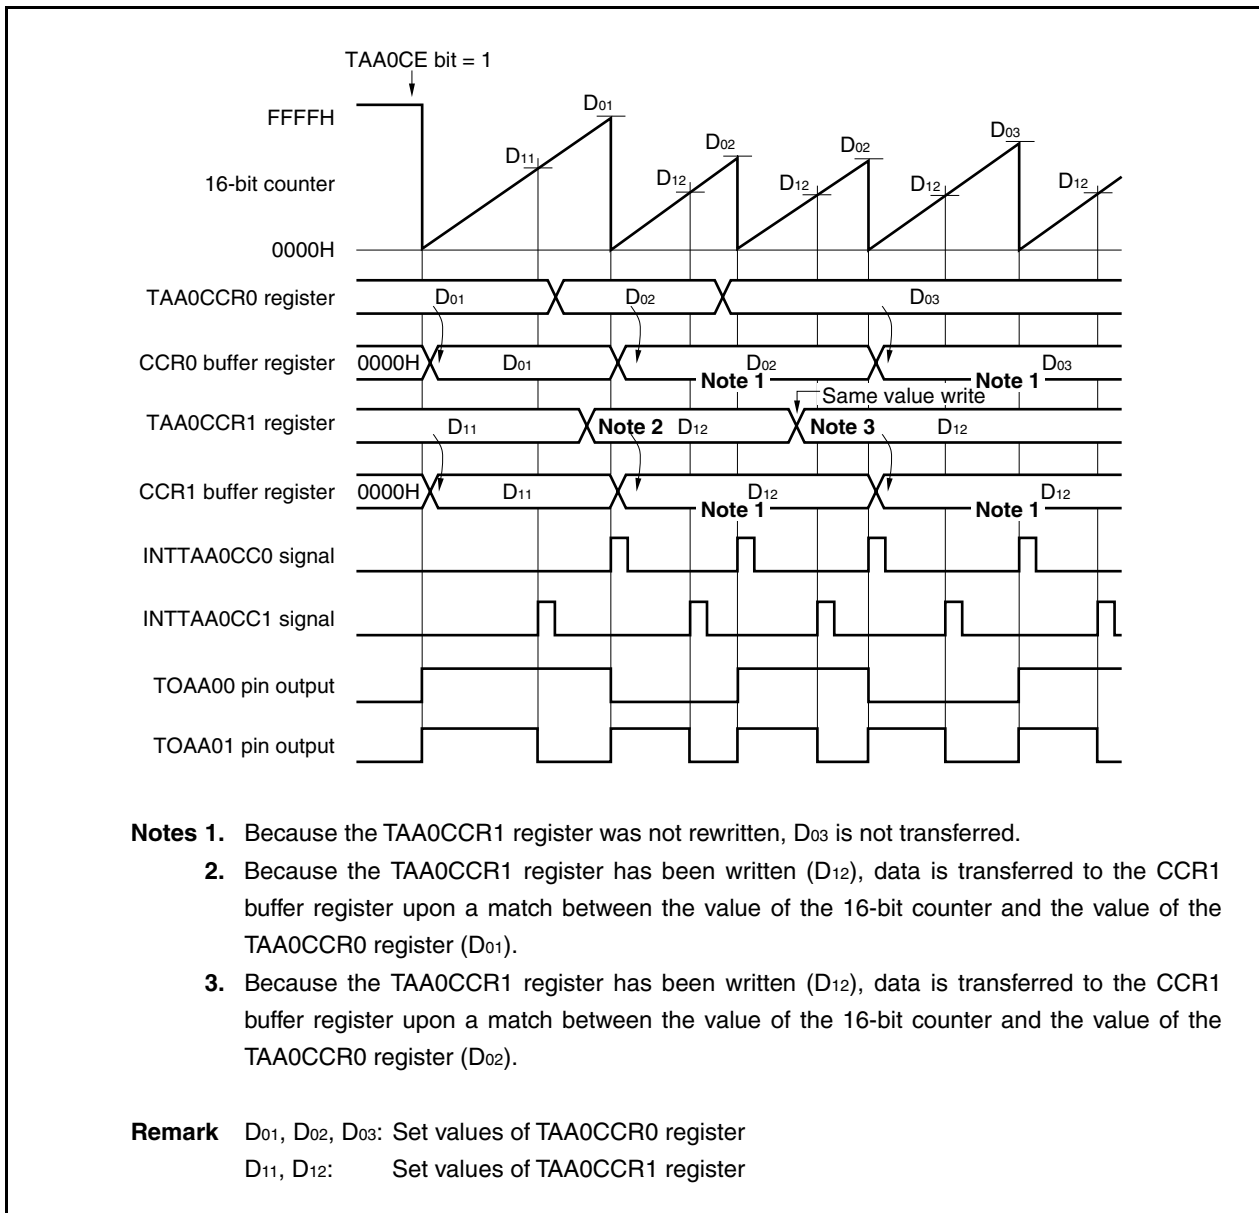 TAA0CE bit = 1
FFFFH
16-bit counter
0000H
D11 D01 D12 D02 D12 D02 D12 D03 D12
TAA0CCR0 register D01 D02 D03
CCR0 buffer register 0000H D01 D02 D03
Note 1 Note 1
Same value write
TAA0CCR1 register D11 Note 2 D12 Note 3 D12
CCR1 buffer register 0000H D11 D12 D12
Note 1 Note 1
INTTAA0CC0 signal
INTTAA0CC1 signal
TOAA00 pin output
TOAA01 pin output
Notes 1. Because the TAA0CCR1 register was not rewritten, D03 is not transferred.
2. Because the TAA0CCR1 register has been written (D12), data is transferred to the CCR1
buffer register upon a match between the value of the 16-bit counter and the value of the
TAA0CCR0 register (D01).
3. Because the TAA0CCR1 register has been written (D12), data is transferred to the CCR1
buffer register upon a match between the value of the 16-bit counter and the value of the
TAA0CCR0 register (D02).
Remark D01, D02, D03: Set values of TAA0CCR0 register
D11, D12: Set values of TAA0CCR1 register